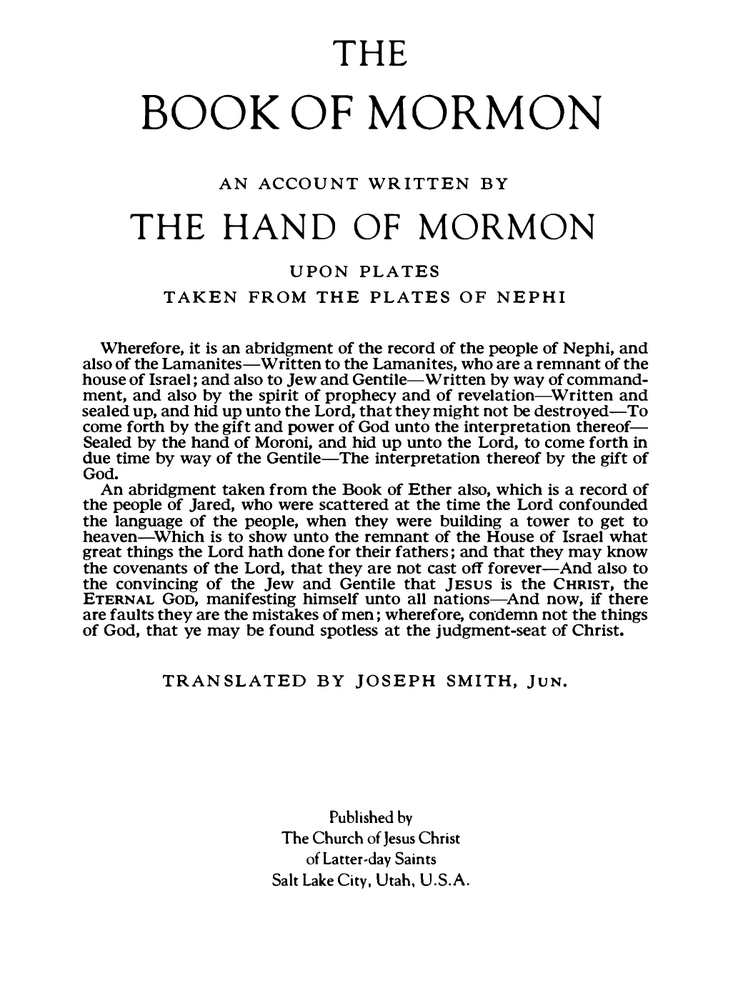 THE
BOOK OF MORMON
AN ACCOUNT WRITTEN BY
THE HAND OF MORMON
UPON PLATES
TAKEN FROM THE PLATES OF NEPHI
Wherefore, it is an abridgment of the record of the people of Nephi, and
also of the Lamanites—Written to the Lamanites, who are a remnant of the
house of Israel; and also to Jew and Gentile—Written by way of command-
ment, and also by the spirit of prophecy and of revelation—Written and
sealed up, and hid up unto the Lord, that they might not be destroyed—To
come forth by the gift and power of God unto the interpretation thereof—
Sealed by the hand of Moroni, and hid up unto the Lord, to come forth in
due time by way of the Gentile—The interpretation thereof by the gift of
God.
An abridgment taken from the Book of Ether also, which is a record of
the people of Jared, who were scattered at the time the Lord confounded
the language of the people, when they were building a tower to get to
heaven—Which is to show unto the remnant of the House of Israel what
great things the Lord hath done for their fathers; and that they may know
the covenants of the Lord, that they are not cast off forever—And also to
the convincing of the Jew and Gentile that JESUS is the CHRIST, the
ETERNAL GOD, manifesting himself unto all nations—And now, if there
are faults they are the mistakes of men; wherefore, condemn not the things
of God, that ye may be found spotless at the judgment-seat of Christ.
TRANSLATED BY JOSEPH SMITH, JUN.
Published by
The Church of Jesus Christ
of Latter-day Saints
Salt Lake City, Utah, U.S.A.